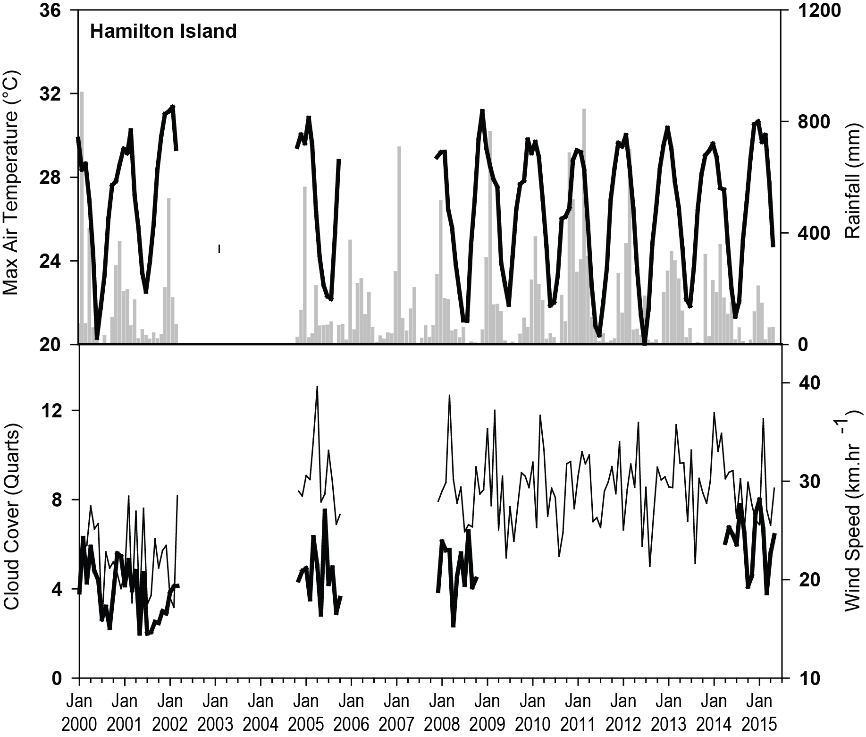 Hamilton Island
Max Air Temperature (°C)
36
32
28
24
20
Rainfall (mm)
1200
800
400
0
Cloud Cover (Quarts)
12
8
4
0
Wind Speed (km.hr -1)
40
30
20
10
Jan Jan Jan Jan Jan Jan Jan Jan Jan Jan Jan Jan Jan Jan Jan Jan
2000 2001 2002 2003 2004 2005 2006 2007 2008 2009 2010 2011 2012 2013 2014 2015